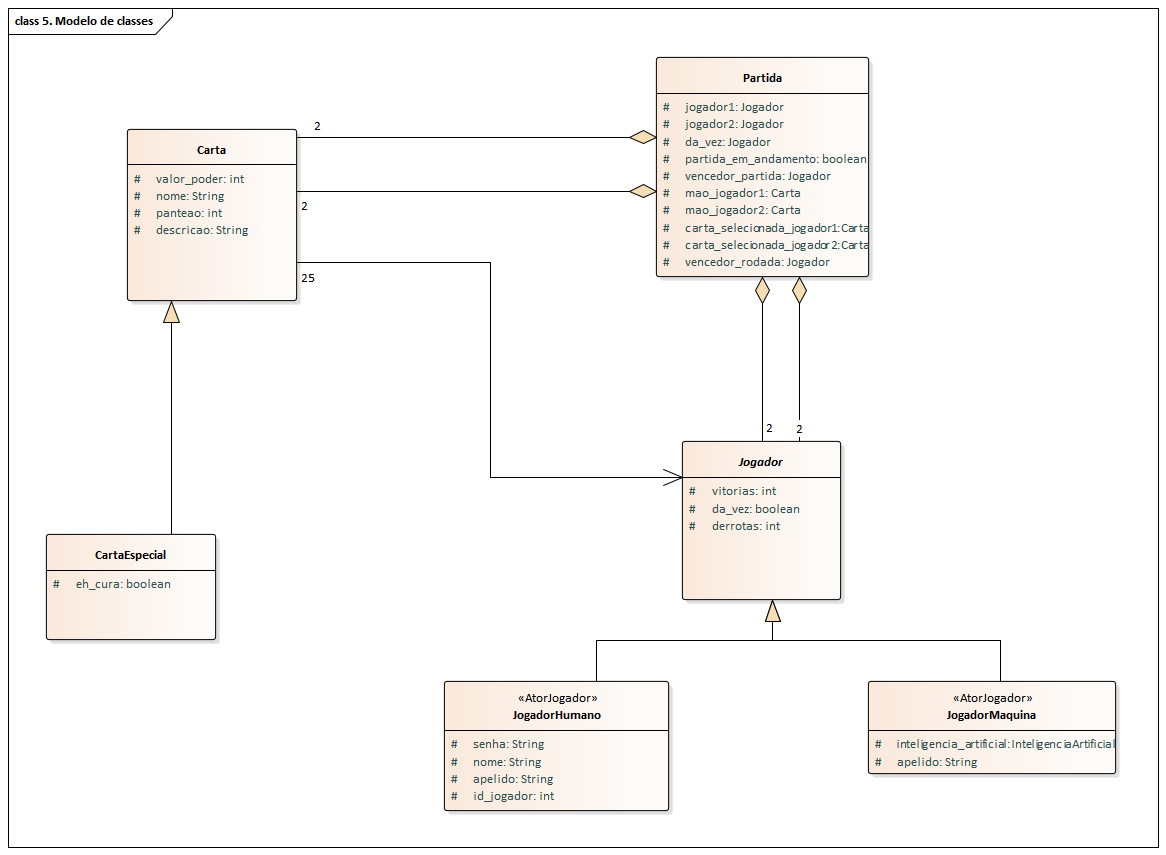 class 5. Modelo de classes
Partida
# jogador1: Jogador
# jogador2: Jogador
# da_vez: Jogador
# partida_em_andamento: boolean
# vencedor_partida: Jogador
# mao_jogador1: Carta
# mao_jogador2: Carta
# carta_selecionada_jogador1:Carta
# carta_selecionada_jogador2:Carta
# vencedor_rodada: Jogador
2
Carta
# valor_poder: int
# nome: String
# panteao: int
# descricao: String
2
25
2
2
Jogador
# vitorias: int
# da_vez: boolean
# derrotas: int
CartaEspecial
# eh_cura: boolean
«AtorJogador»
JogadorHumano
# senha: String
# nome: String
# apelido: String
# id_jogador: int
«AtorJogador»
JogadorMaquina
# inteligencia_artificial:InteligenciaArtificial
# apelido: String